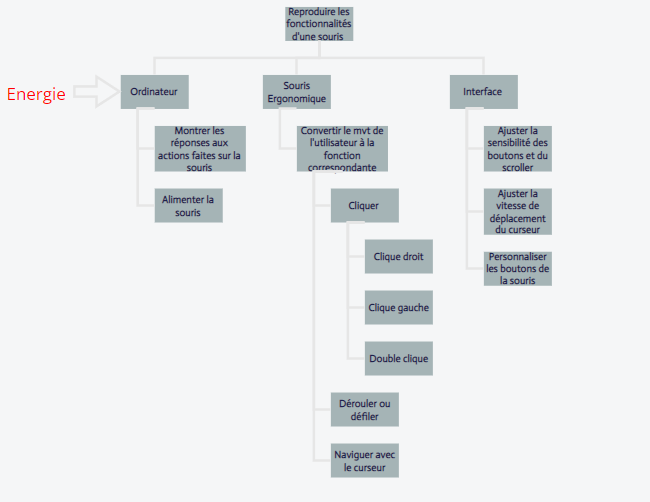 Reproduire les
fonctionnalités
d'une souris
Energie
Ordinateur
Montrer les
réponses aux
actions faites sur la
souris
Alimenter la
souris
Souris
Ergonomique
Convertir le mvt de
l'utilisateur à la
fonction
correspondante
Cliquer
Clique droit
Clique gauche
Double clique
Dérouler ou
défiler
Naviguer avec
le curseur
Interface
Ajuster la
sensibilité des
boutons et du
scroller
Ajuster la
vitesse de
déplacement
du curseur
Personnaliser
les boutons de
la souris